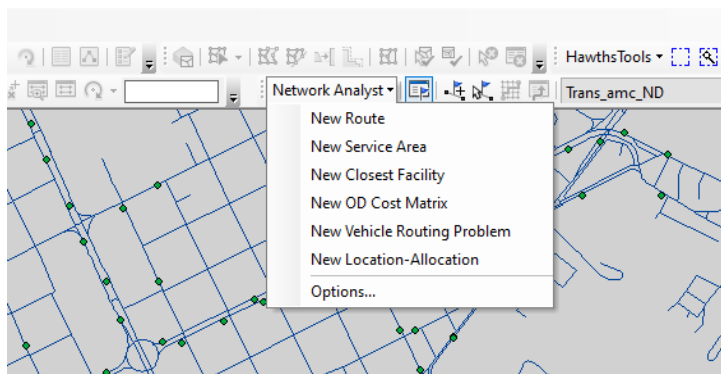 HawthsTools
Network Analyst
Trans_amc_ND
New Route
New Service Area
New Closest Facility
New OD Cost Matrix
New Vehicle Routing Problem
New Location-Allocation
Options...